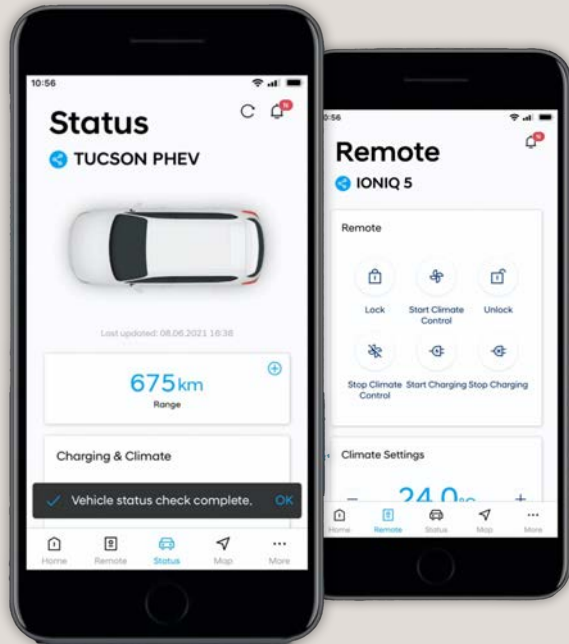 10:56
Status
TUCSON PHEV
Last updated: 08.06.2021 16:38
675 km
Range
Charging & Climate
Vehicle status check complete. OK
Home Remote Status Map More
:56
Remote
IONIQ 5
Remote
Lock Start Climate Control Unlock
Stop Climate Control Start Charging Stop Charging
Climate Settings
− 24.0°C +
Home Remote Status Map More